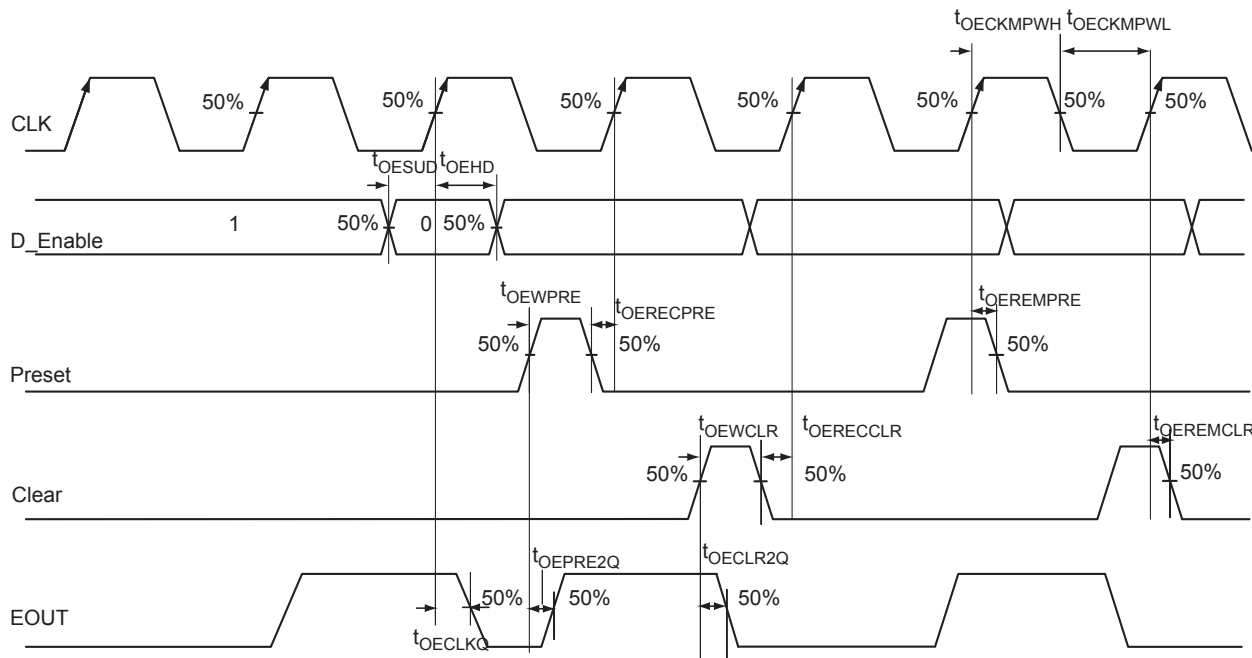 tOECKMPWH tOECKMPWL
CLK 50% 50% 50% 50% 50% 50% 50%
tOESUD tOEHD
D_Enable 1 50% 0 50%
tOEWPRE tOERECPRE tOEREMPRE
Preset 50% 50% 50%
tOEWCLR tOERECCLR tOEREMCLR
Clear 50% 50% 50%
tOEPRE2Q tOECLR2Q
EOUT 50% 50% 50%
tOECLKQ